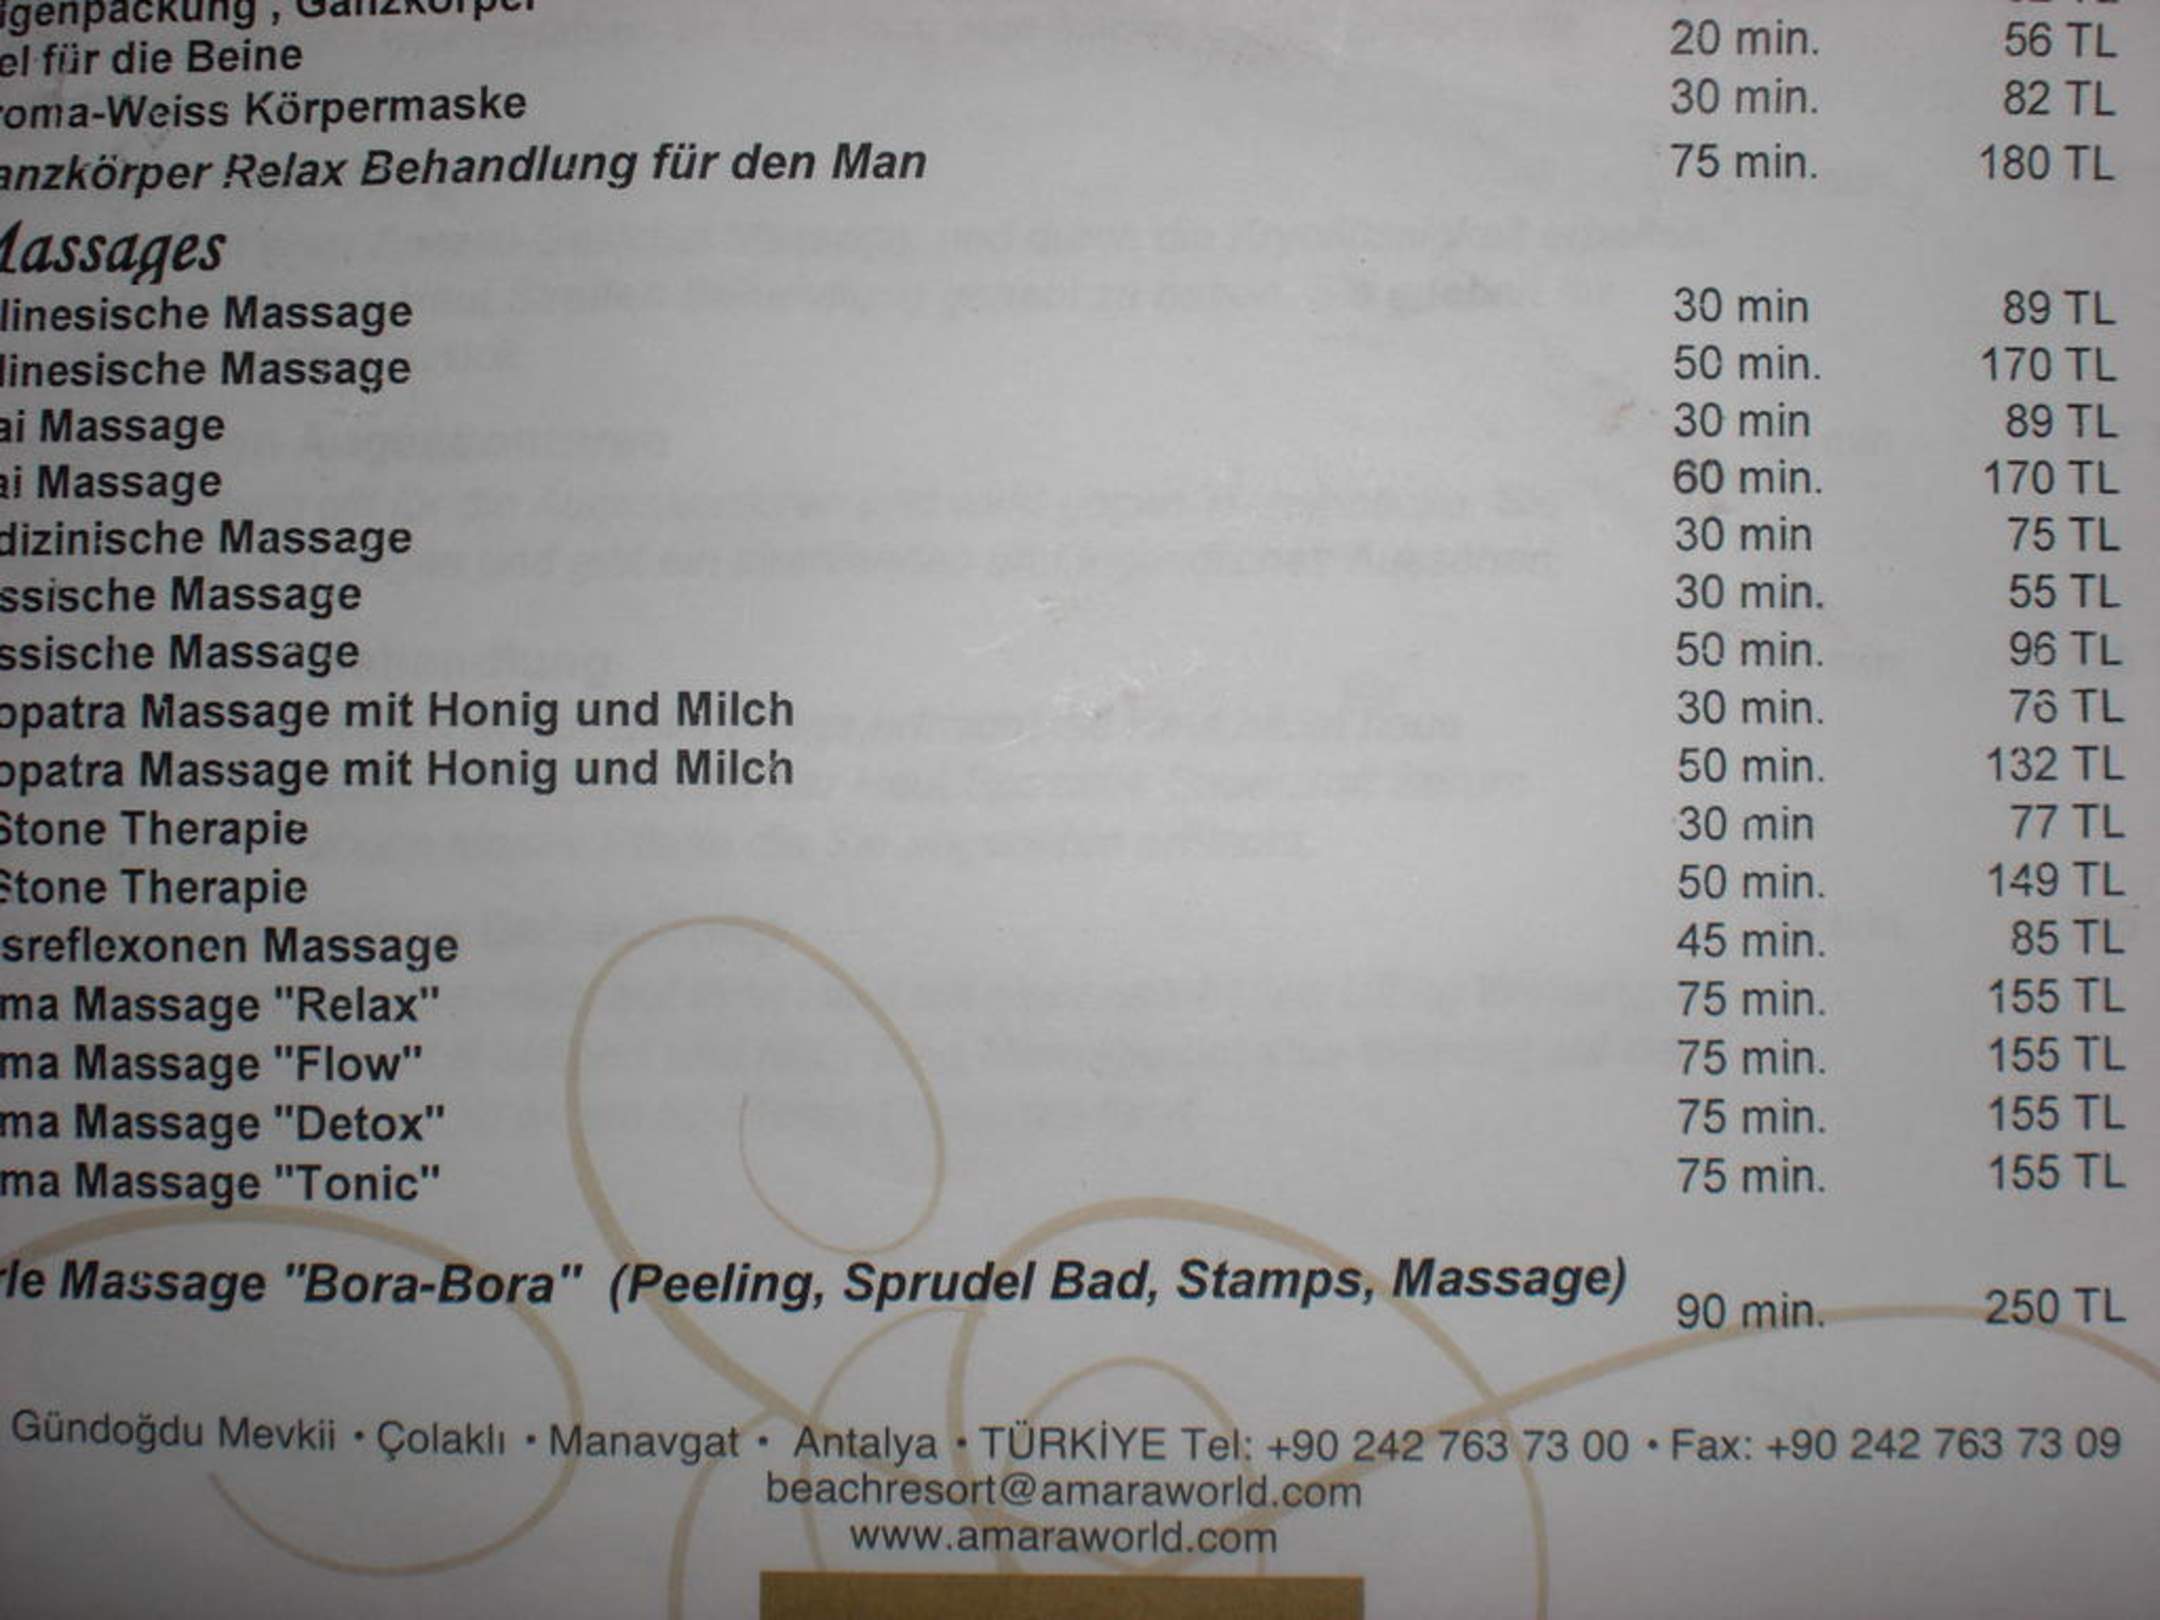 genpackung , Ganzkörper
el für die Beine 20 min. 56 TL
roma-Weiss Körpermaske 30 min. 82 TL
anzkörper Relax Behandlung für den Man 75 min. 180 TL
Massages
linesische Massage 30 min 89 TL
linesische Massage 50 min. 170 TL
ai Massage 30 min 89 TL
ai Massage 60 min. 170 TL
dizinische Massage 30 min 75 TL
ssische Massage 30 min. 55 TL
ssische Massage 50 min. 96 TL
opatra Massage mit Honig und Milch 30 min. 76 TL
opatra Massage mit Honig und Milch 50 min. 132 TL
Stone Therapie 30 min 77 TL
Stone Therapie 50 min. 149 TL
sreflexonen Massage 45 min. 85 TL
ma Massage "Relax" 75 min. 155 TL
ma Massage "Flow" 75 min. 155 TL
ma Massage "Detox" 75 min. 155 TL
ma Massage "Tonic" 75 min. 155 TL
rle Massage "Bora-Bora" (Peeling, Sprudel Bad, Stamps, Massage) 90 min. 250 TL
Gündoğdu Mevkii • Çolaklı • Manavgat • Antalya • TÜRKİYE Tel: +90 242 763 73 00 • Fax: +90 242 763 73 09
beachresort@amaraworld.com
www.amaraworld.com